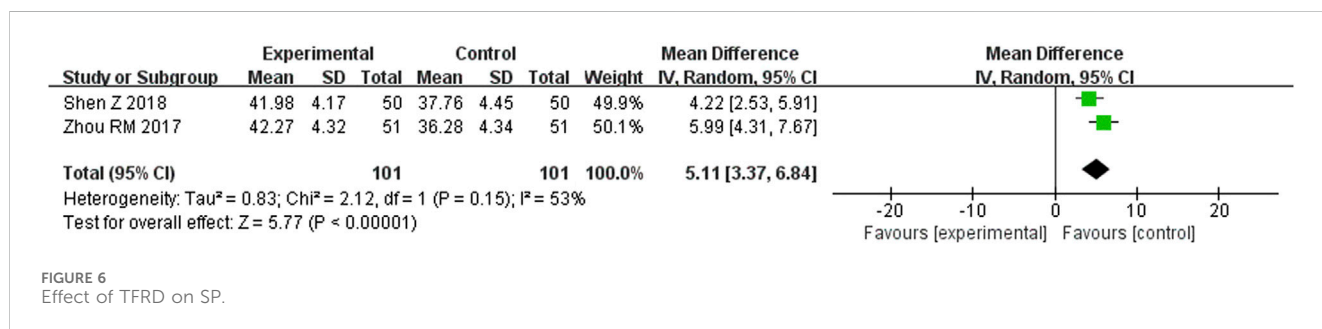 Experimental Control Mean Difference Mean Difference
Study or Subgroup Mean SD Total Mean SD Total Weight IV, Random, 95% CI IV, Random, 95% CI
Shen Z 2018 41.98 4.17 50 37.76 4.45 50 49.9% 4.22 [2.53, 5.91]
Zhou RM 2017 42.27 4.32 51 36.28 4.34 51 50.1% 5.99 [4.31, 7.67]
Total (95% CI) 101 101 100.0% 5.11 [3.37, 6.84]
Heterogeneity: Tau² = 0.83; Chi² = 2.12, df = 1 (P = 0.15); I² = 53%
Test for overall effect: Z = 5.77 (P < 0.00001)
-20 -10 0 10 20
Favours [experimental] Favours [control]
FIGURE 6
Effect of TFRD on SP.